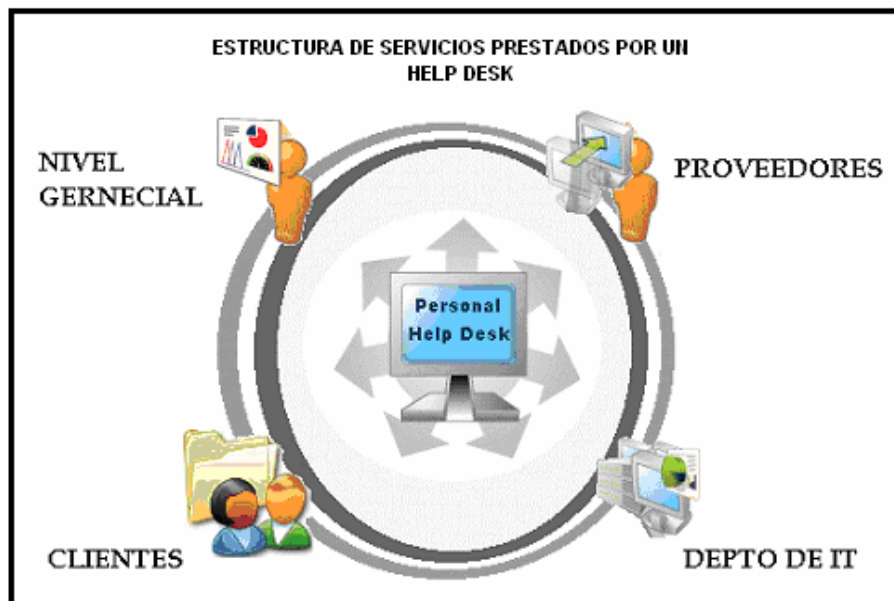 ESTRUCTURA DE SERVICIOS PRESTADOS POR UN
HELP DESK
NIVEL
GERNECIAL
PROVEEDORES
Personal
Help Desk
CLIENTES
DEPTO DE IT